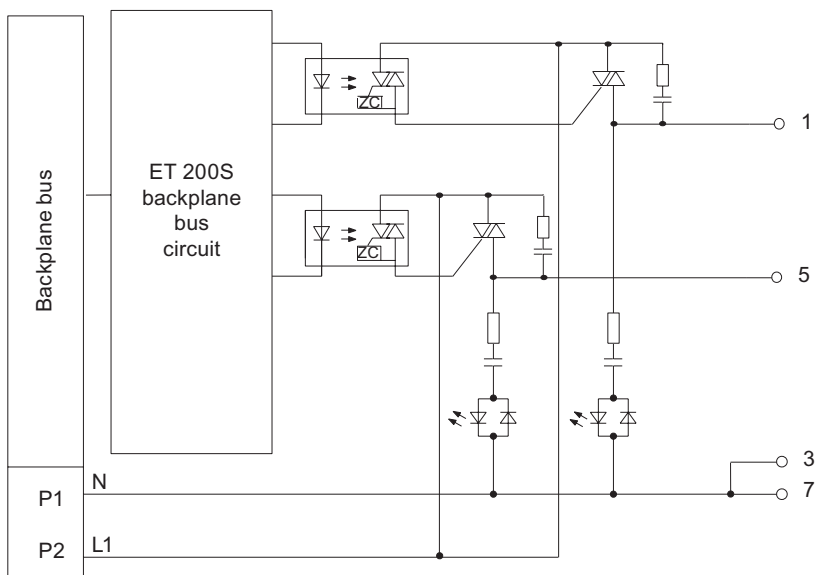 Backplane bus
ET 200S
backplane
bus
circuit
ZC
1
ZC
5
3
P1
N
7
P2
L1